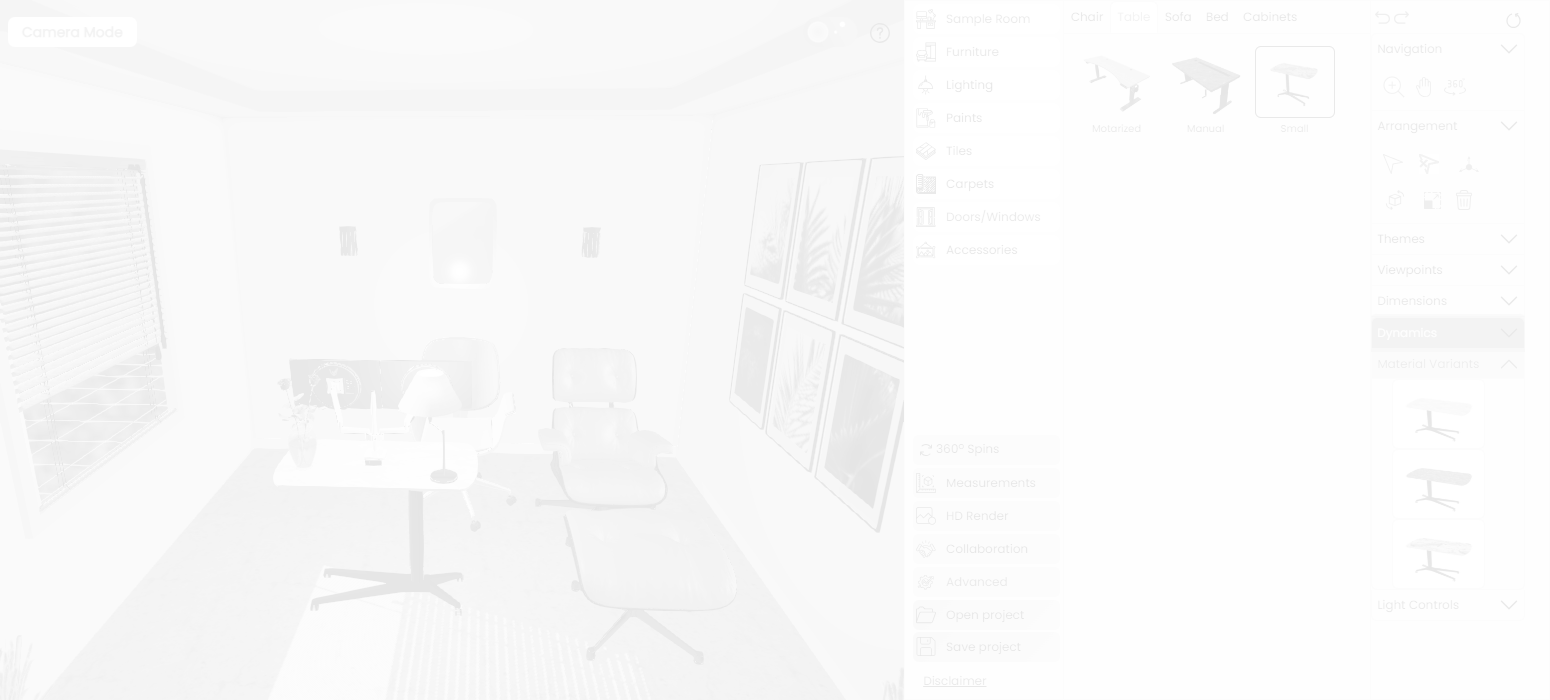 Camera Mode
?
Sample Room
Furniture
Lighting
Paints
Tiles
Carpets
Doors/Windows
Accessories
360° Spins
Measurements
HD Render
Collaboration
Advanced
Open project
Save project
Disclaimer
Chair Table Sofa Bed Cabinets
Motarized Manual Small
Navigation
360
Arrangement
Themes
Viewpoints
Dimensions
Dynamics
Material Variants
Light Controls